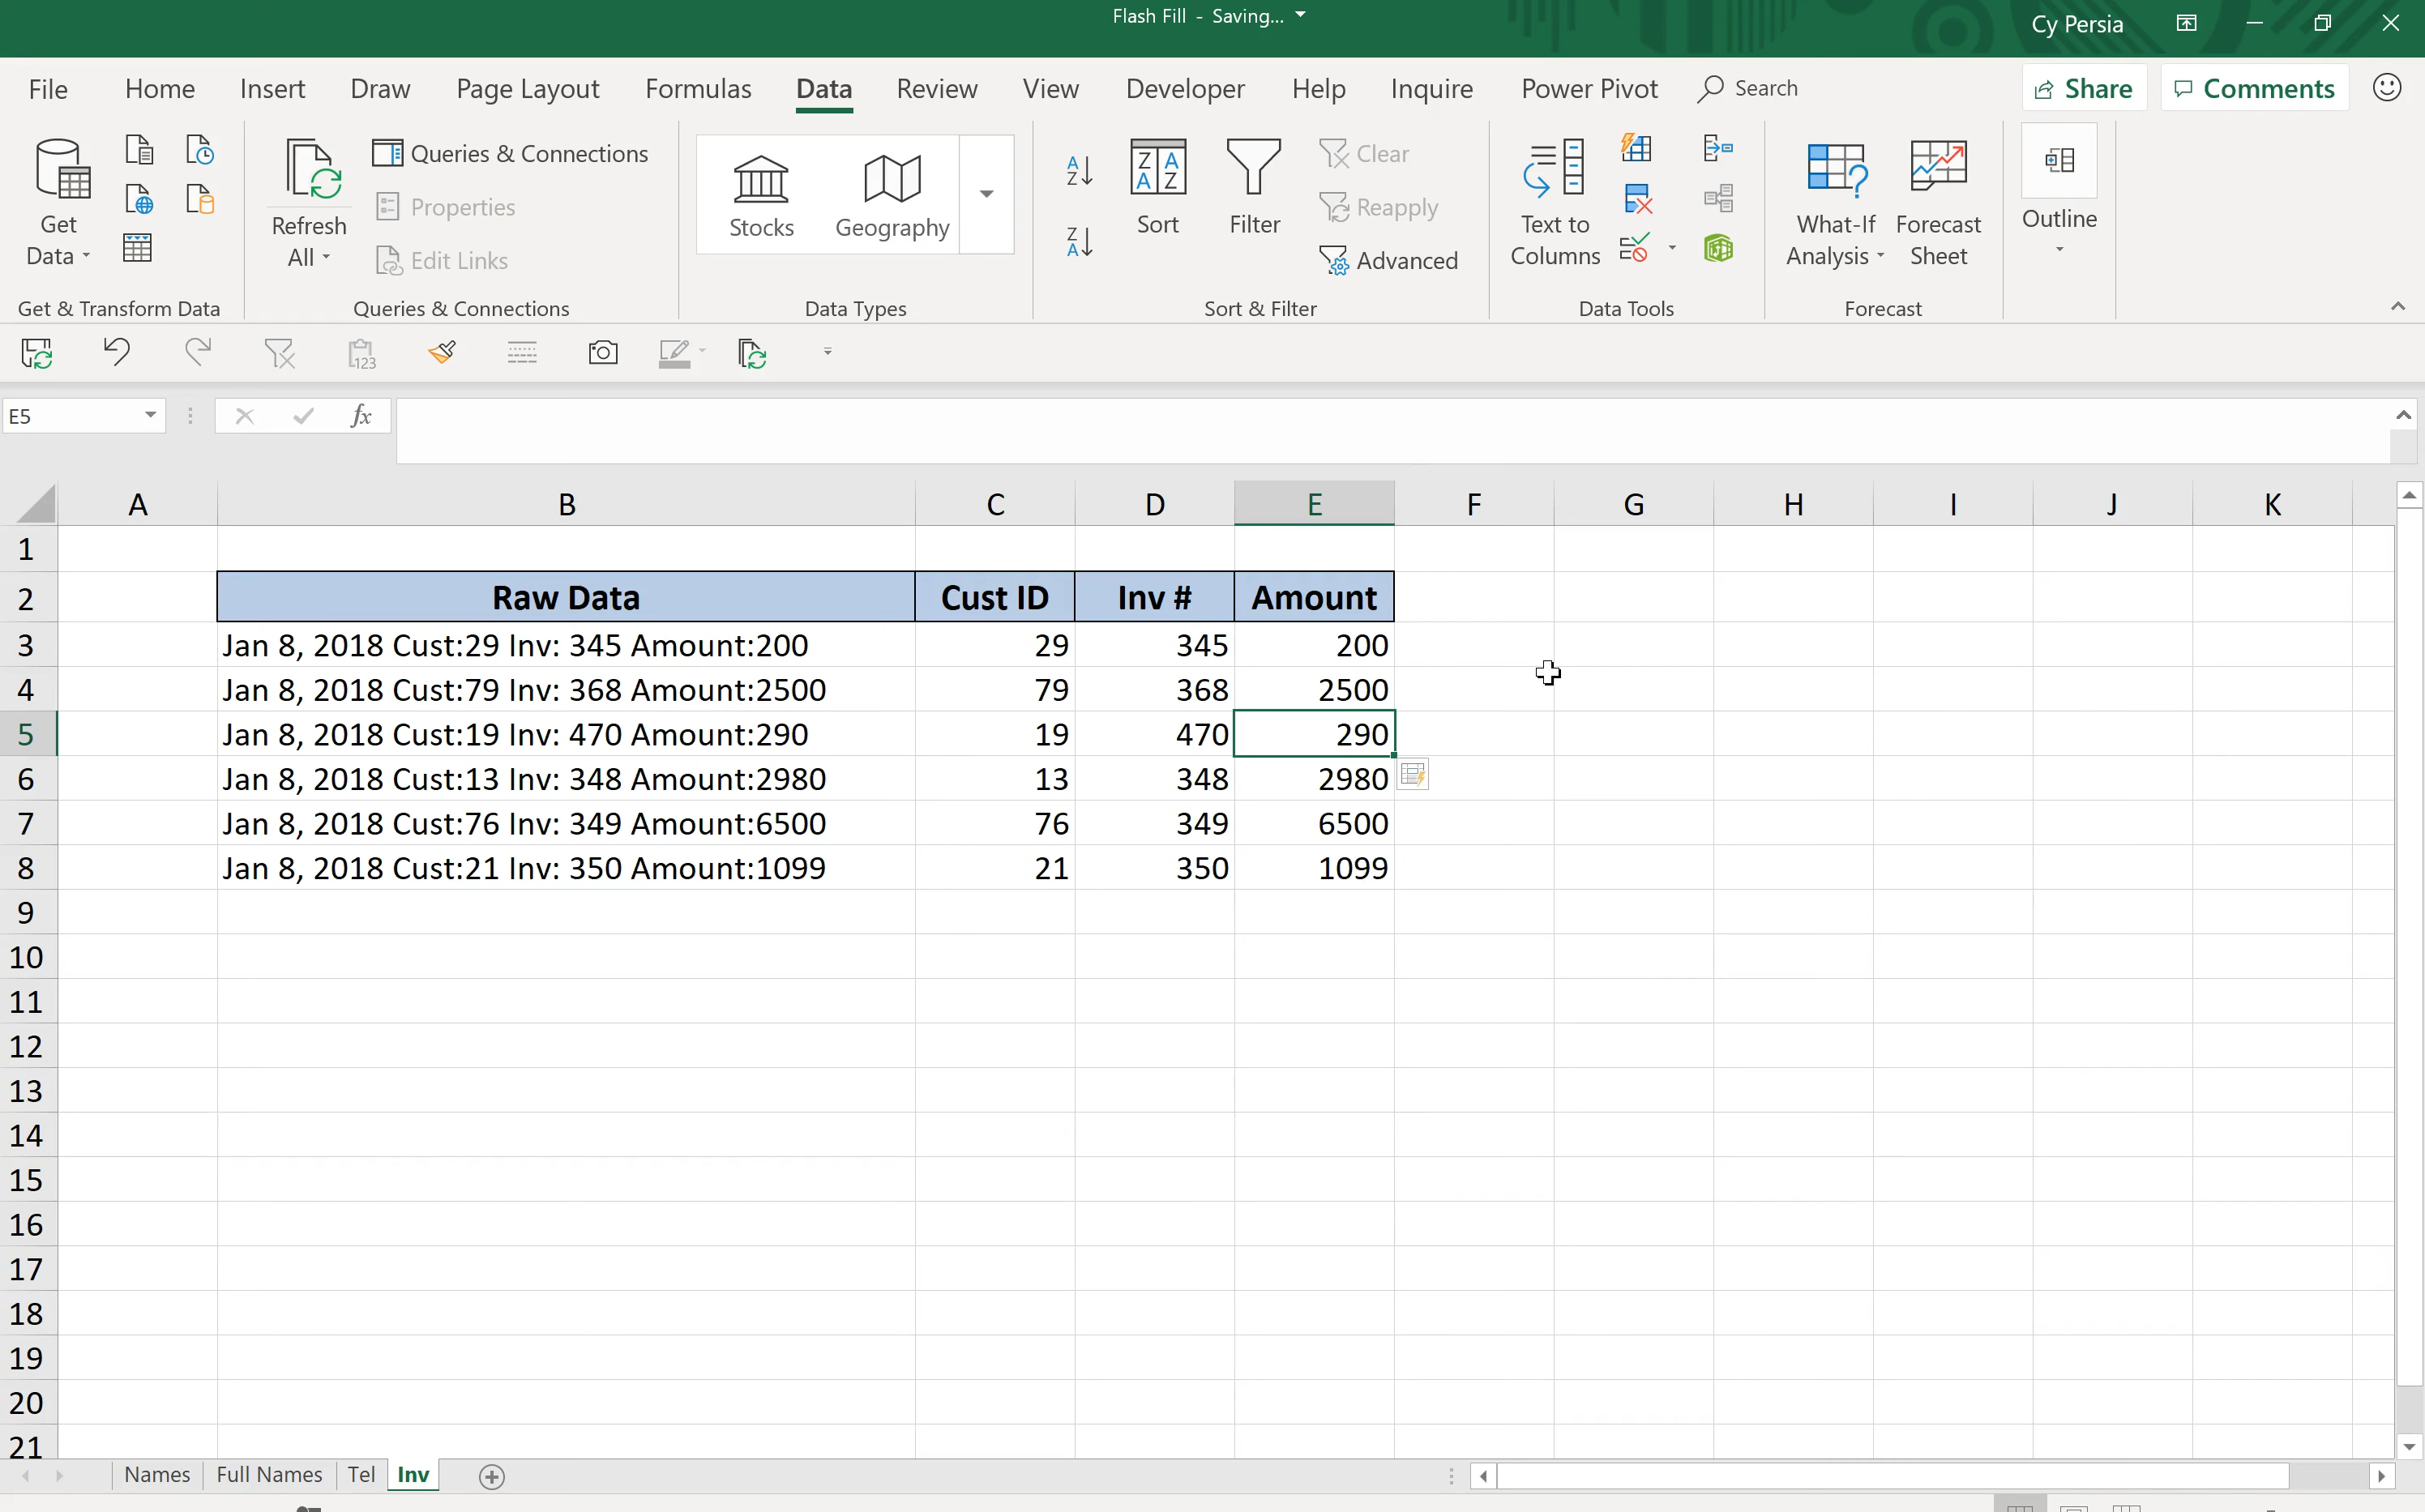 Flash Fill - Saving...
Cy Persia
File Home Insert Draw Page Layout Formulas Data Review View Developer Help Inquire Power Pivot Search Share Comments
Get Data
Refresh All
Queries & Connections
Properties
Edit Links
Stocks
Geography
Sort
Filter
Clear
Reapply
Advanced
Text to Columns
What-If Analysis
Forecast Sheet
Outline
Get & Transform Data Queries & Connections Data Types Sort & Filter Data Tools Forecast
E5 fx
A B C D E F G H I J K
1
2 Raw Data Cust ID Inv # Amount
3 Jan 8, 2018 Cust:29 Inv: 345 Amount:200 29 345 200
4 Jan 8, 2018 Cust:79 Inv: 368 Amount:2500 79 368 2500
5 Jan 8, 2018 Cust:19 Inv: 470 Amount:290 19 470 290
6 Jan 8, 2018 Cust:13 Inv: 348 Amount:2980 13 348 2980
7 Jan 8, 2018 Cust:76 Inv: 349 Amount:6500 76 349 6500
8 Jan 8, 2018 Cust:21 Inv: 350 Amount:1099 21 350 1099
9
10
11
12
13
14
15
16
17
18
19
20
21
Names Full Names Tel Inv